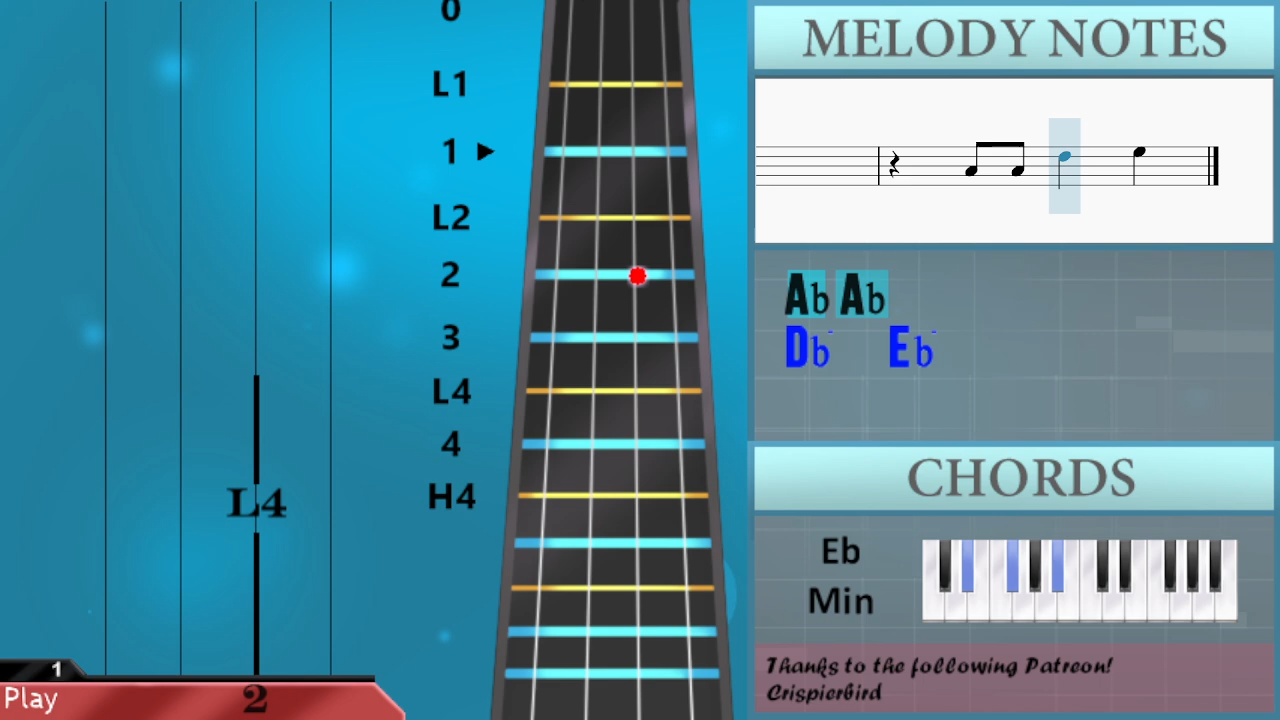 0
L1
1
L2
2
3
L4
4
H4
L4
1
Play
2
MELODY NOTES
Ab Ab
Db Eb
CHORDS
Eb
Min
Thanks to the following Patreon!
Crispierbird